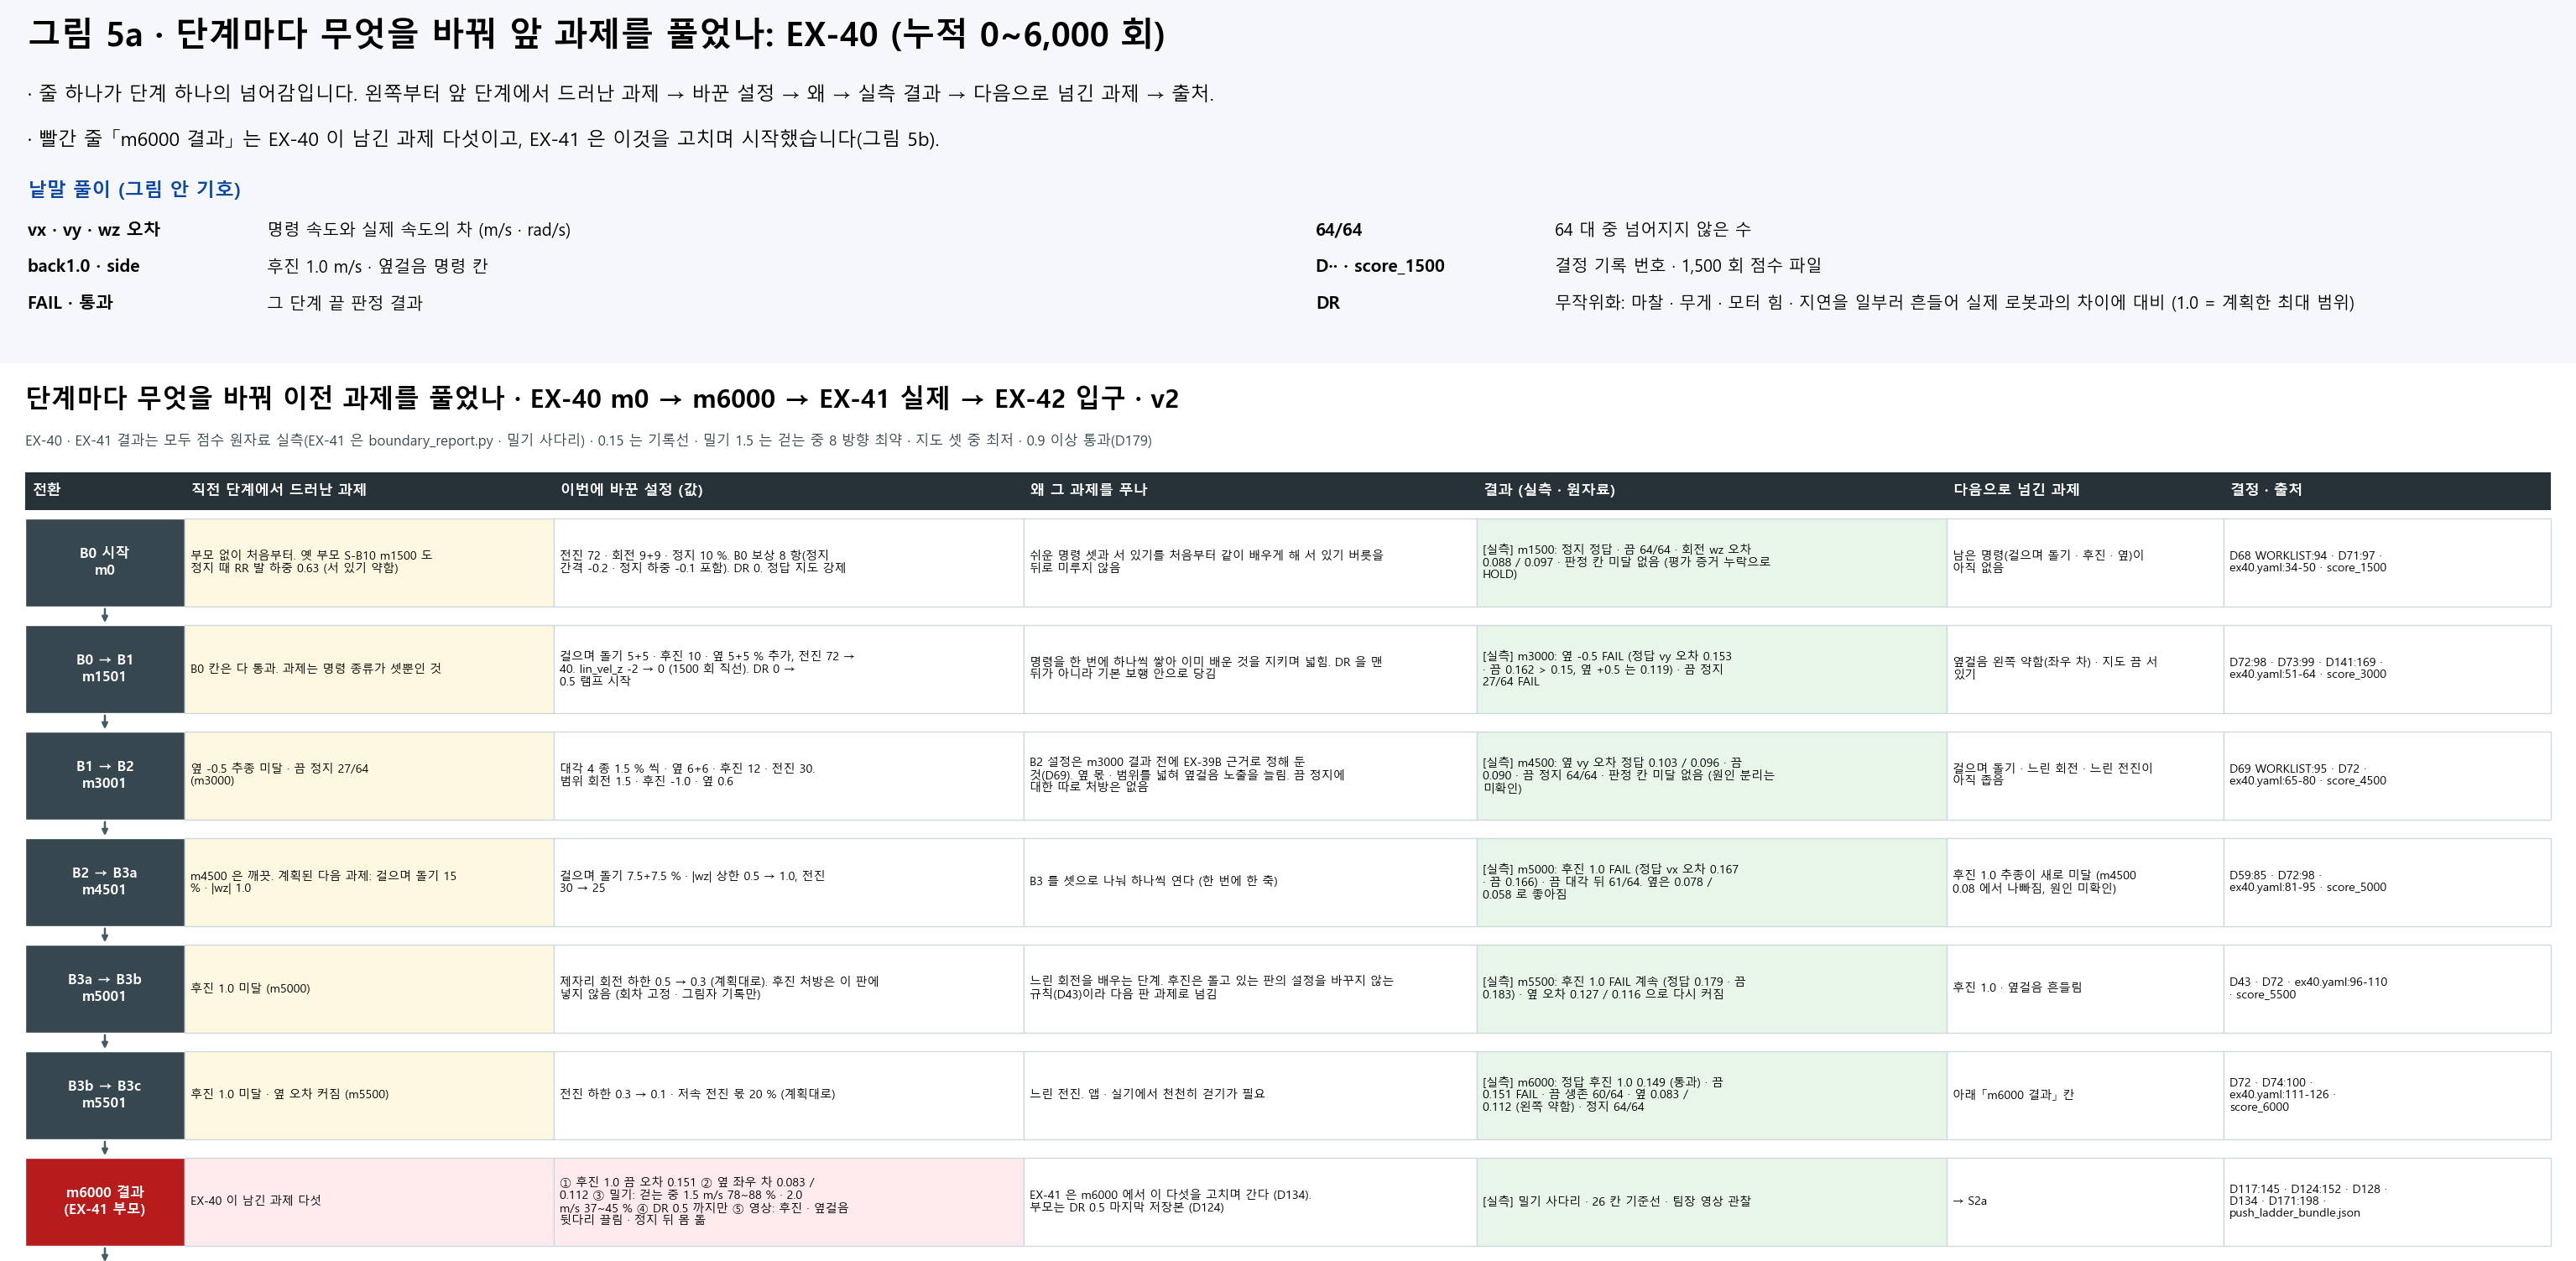 그림 5a · 단계마다 무엇을 바꿔 앞 과제를 풀었나: EX-40 (누적 0~6,000 회)
· 줄 하나가 단계 하나의 넘어감입니다. 왼쪽부터 앞 단계에서 드러난 과제 → 바꾼 설정 → 왜 → 실측 결과 → 다음으로 넘긴 과제 → 출처.
· 빨간 줄 「m6000 결과」 는 EX-40 이 남긴 과제 다섯이고, EX-41 은 이것을 고치며 시작했습니다(그림 5b).
낱말 풀이 (그림 안 기호)
vx · vy · wz 오차 명령 속도와 실제 속도의 차 (m/s · rad/s)
64/64 64 대 중 넘어지지 않은 수
back1.0 · side 후진 1.0 m/s · 옆걸음 명령 칸
D·· · score_1500 결정 기록 번호 · 1,500 회 점수 파일
FAIL · 통과 그 단계 끝 판정 결과
DR 무작위화: 마찰 · 무게 · 모터 힘 · 지연을 일부러 흔들어 실제 로봇과의 차이에 대비 (1.0 = 계획한 최대 범위)
단계마다 무엇을 바꿔 이전 과제를 풀었나 · EX-40 m0 → m6000 → EX-41 실제 → EX-42 입구 · v2
EX-40 · EX-41 결과는 모두 점수 원자료 실측(EX-41 은 boundary_report.py · 밀기 사다리) · 0.15 는 기록선 · 밀기 1.5 는 걷는 중 8 방향 최약 · 지도 셋 중 최저 · 0.9 이상 통과(D179)
전환 직전 단계에서 드러난 과제 이번에 바꾼 설정 (값) 왜 그 과제를 푸나 결과 (실측 · 원자료) 다음으로 넘긴 과제 결정 · 출처
B0 시작
m0
부모 없이 처음부터. 옛 부모 S-B10 m1500 도
정지 때 RR 발 하중 0.63 (서 있기 약함)
전진 72 · 회전 9+9 · 정지 10 %. B0 보상 8 항(정지
간격 -0.2 · 정지 하중 -0.1 포함). DR 0. 정답 지도 강제
쉬운 명령 셋과 서 있기를 처음부터 같이 배우게 해 서 있기 버릇을
뒤로 미루지 않음
[실측] m1500: 정지 정답 · 끔 64/64 · 회전 wz 오차
0.088 / 0.097 · 판정 칸 미달 없음 (평가 증거 누락으로
HOLD)
남은 명령(걸으며 돌기 · 후진 · 옆)이
아직 없음
D68 WORKLIST:94 · D71:97 ·
ex40.yaml:34-50 · score_1500
B0 → B1
m1501
B0 칸은 다 통과. 과제는 명령 종류가 셋뿐인 것
걸으며 돌기 5+5 · 후진 10 · 옆 5+5 % 추가, 전진 72 →
40. lin_vel_z -2 → 0 (1500 회 직선). DR 0 →
0.5 램프 시작
명령을 한 번에 하나씩 쌓아 이미 배운 것을 지키며 넓힘. DR 을 맨
뒤가 아니라 기본 보행 안으로 당김
[실측] m3000: 옆 -0.5 FAIL (정답 vy 오차 0.153
· 끔 0.162 > 0.15, 옆 +0.5 는 0.119) · 끔 정지
27/64 FAIL
옆걸음 왼쪽 약함(좌우 차) · 지도 끔 서
있기
D72:98 · D73:99 · D141:169 ·
ex40.yaml:51-64 · score_3000
B1 → B2
m3001
옆 -0.5 추종 미달 · 끔 정지 27/64
(m3000)
대각 4 종 1.5 % 씩 · 옆 6+6 · 후진 12 · 전진 30.
범위 회전 1.5 · 후진 -1.0 · 옆 0.6
B2 설정은 m3000 결과 전에 EX-39B 근거로 정해 둔
것(D69). 옆 몫 · 범위를 넓혀 옆걸음 노출을 늘림. 끔 정지에
대한 따로 처방은 없음
[실측] m4500: 옆 vy 오차 정답 0.103 / 0.096 · 끔
0.090 · 끔 정지 64/64 · 판정 칸 미달 없음 (원인 분리는
미확인)
걸으며 돌기 · 느린 회전 · 느린 전진이
아직 좁음
D69 WORKLIST:95 · D72 ·
ex40.yaml:65-80 · score_4500
B2 → B3a
m4501
m4500 은 깨끗. 계획된 다음 과제: 걸으며 돌기 15
% · |wz| 1.0
걸으며 돌기 7.5+7.5 % · |wz| 상한 0.5 → 1.0, 전진
30 → 25
B3 를 셋으로 나눠 하나씩 연다 (한 번에 한 축)
[실측] m5000: 후진 1.0 FAIL (정답 vx 오차 0.167
· 끔 0.166) · 끔 대각 뒤 61/64. 옆은 0.078 /
0.058 로 좋아짐
후진 1.0 추종이 새로 미달 (m4500
0.08 에서 나빠짐, 원인 미확인)
D59:85 · D72:98 ·
ex40.yaml:81-95 · score_5000
B3a → B3b
m5001
후진 1.0 미달 (m5000)
제자리 회전 하한 0.5 → 0.3 (계획대로). 후진 처방은 이 판에
넣지 않음 (회차 고정 · 그림자 기록만)
느린 회전을 배우는 단계. 후진은 돌고 있는 판의 설정을 바꾸지 않는
규칙(D43)이라 다음 판 과제로 넘김
[실측] m5500: 후진 1.0 FAIL 계속 (정답 0.179 · 끔
0.183) · 옆 오차 0.127 / 0.116 으로 다시 커짐
후진 1.0 · 옆걸음 흔들림
D43 · D72 · ex40.yaml:96-110
· score_5500
B3b → B3c
m5501
후진 1.0 미달 · 옆 오차 커짐 (m5500)
전진 하한 0.3 → 0.1 · 저속 전진 몫 20 % (계획대로)
느린 전진. 앱 · 실기에서 천천히 걷기가 필요
[실측] m6000: 정답 후진 1.0 0.149 (통과) · 끔
0.151 FAIL · 끔 생존 60/64 · 옆 0.083 /
0.112 (왼쪽 약함) · 정지 64/64
아래 「m6000 결과」 칸
D72 · D74:100 ·
ex40.yaml:111-126 ·
score_6000
m6000 결과
(EX-41 부모)
EX-40 이 남긴 과제 다섯
① 후진 1.0 끔 오차 0.151 ② 옆 좌우 차 0.083 /
0.112 ③ 밀기: 걷는 중 1.5 m/s 78~88 % · 2.0
m/s 37~45 % ④ DR 0.5 까지만 ⑤ 영상: 후진 · 옆걸음
뒷다리 끌림 · 정지 뒤 몸 돎
EX-41 은 m6000 에서 이 다섯을 고치며 간다 (D134).
부모는 DR 0.5 마지막 저장본 (D124)
[실측] 밀기 사다리 · 26 칸 기준선 · 팀장 영상 관찰
→ S2a
D117:145 · D124:152 · D128 ·
D134 · D171:198 ·
push_ladder_bundle.json